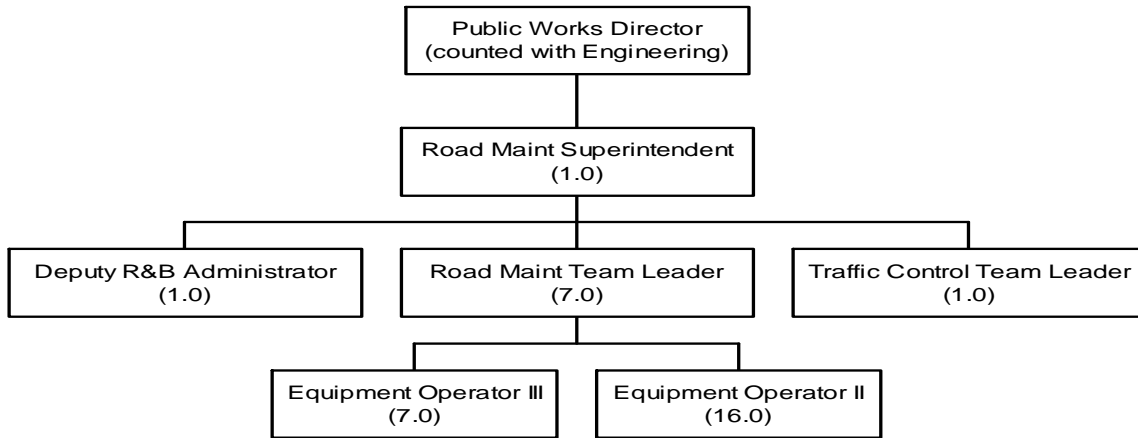 Public Works Director
(counted with Engineering)
Road Maint Superintendent
(1.0)
Deputy R&B Administrator
(1.0)
Road Maint Team Leader
(7.0)
Traffic Control Team Leader
(1.0)
Equipment Operator III
(7.0)
Equipment Operator II
(16.0)